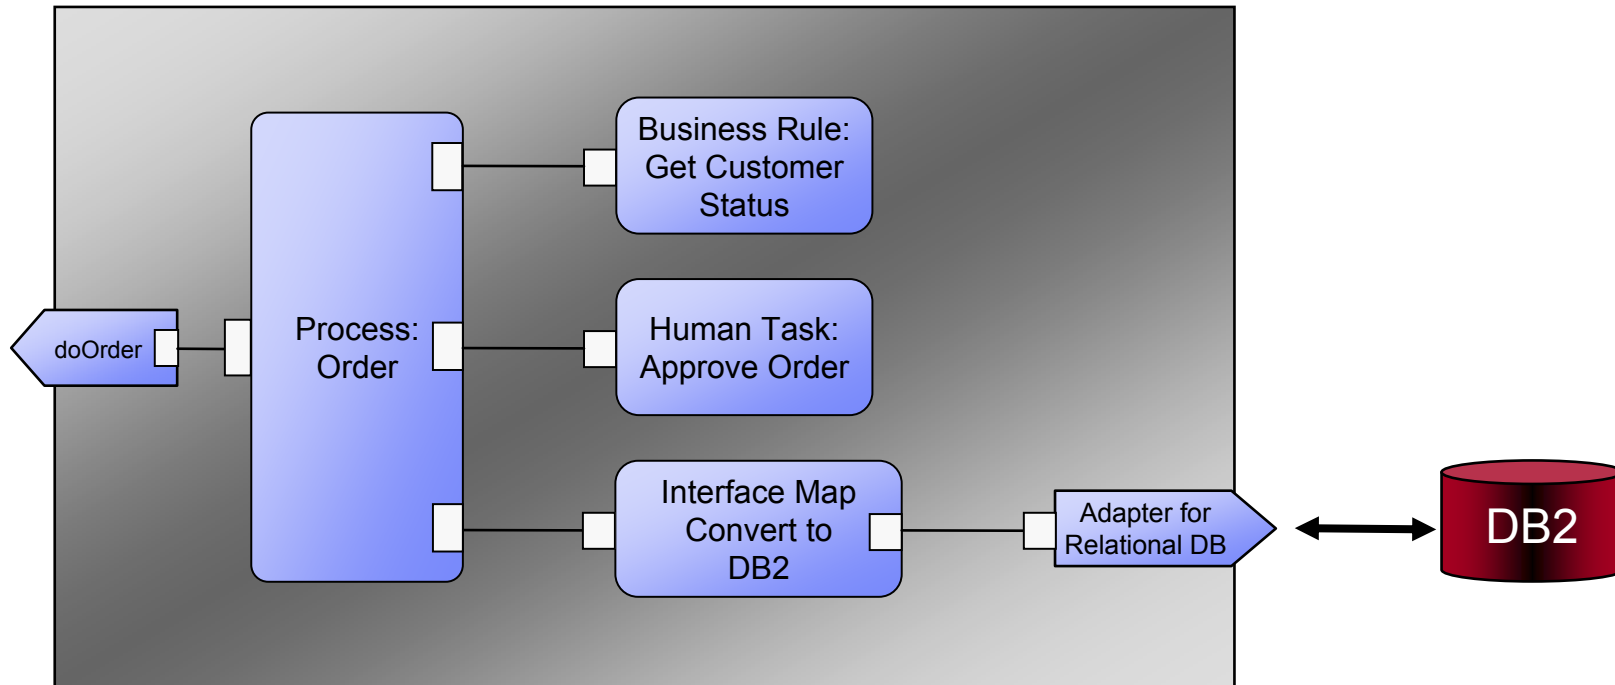 Business Rule:
Get Customer
Status
doOrder
Process:
Order
Human Task:
Approve Order
Interface Map
Convert to
DB2
Adapter for
Relational DB
DB2